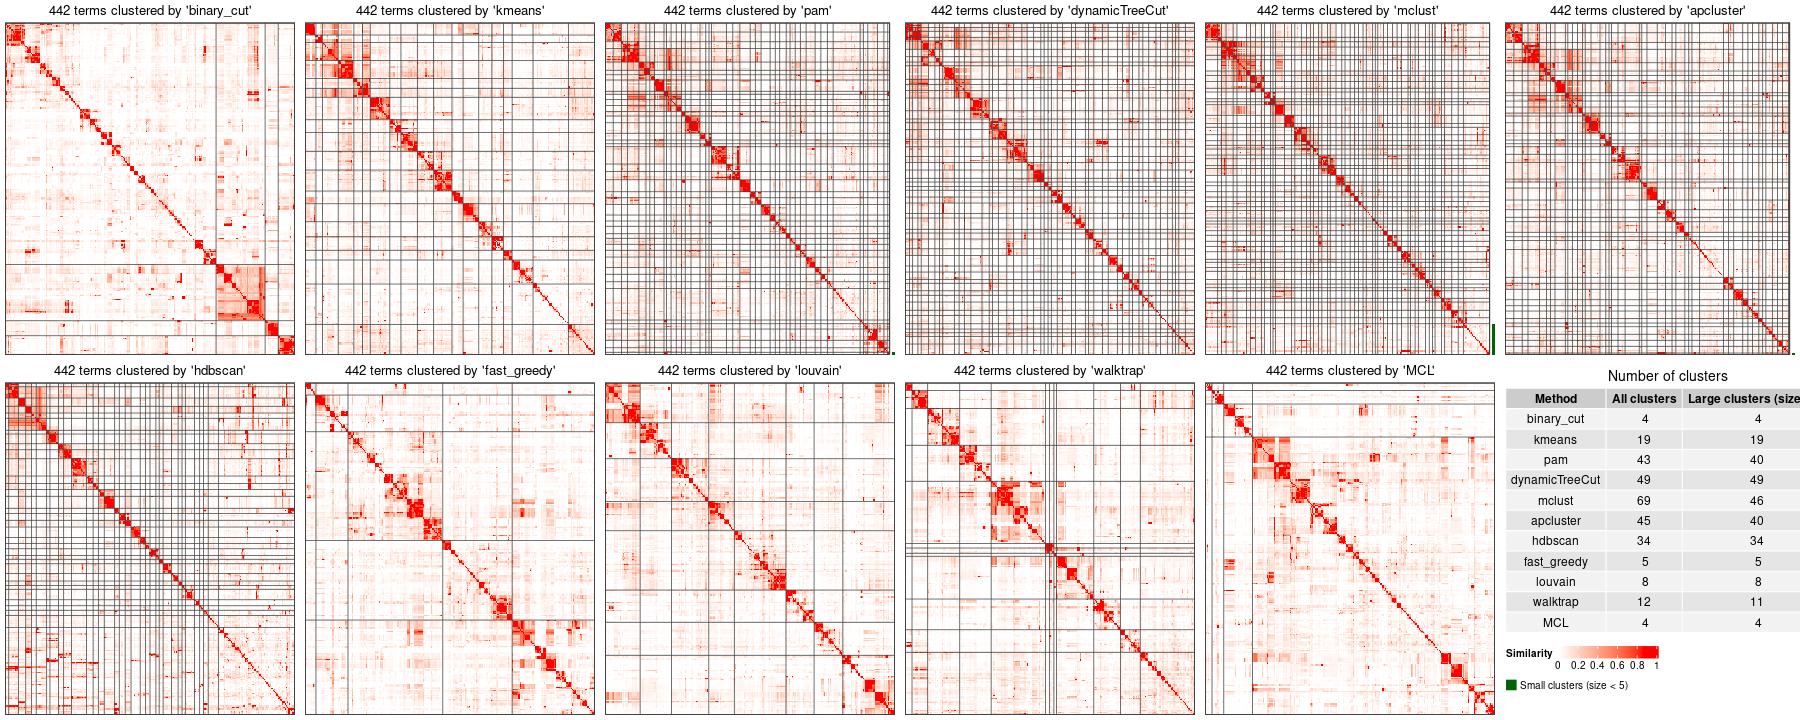 442 terms clustered by 'binary_cut'
442 terms clustered by 'kmeans'
442 terms clustered by 'pam'
442 terms clustered by 'dynamicTreeCut'
442 terms clustered by 'mclust'
442 terms clustered by 'apcluster'
442 terms clustered by 'hdbscan'
442 terms clustered by 'fast_greedy'
442 terms clustered by 'louvain'
442 terms clustered by 'walktrap'
442 terms clustered by 'MCL'
Number of clusters
Method All clusters Large clusters (size
binary_cut 4 4
kmeans 19 19
pam 43 40
dynamicTreeCut 49 49
mclust 69 46
apcluster 45 40
hdbscan 34 34
fast_greedy 5 5
louvain 8 8
walktrap 12 11
MCL 4 4
Similarity
0 0.2 0.4 0.6 0.8 1
Small clusters (size < 5)